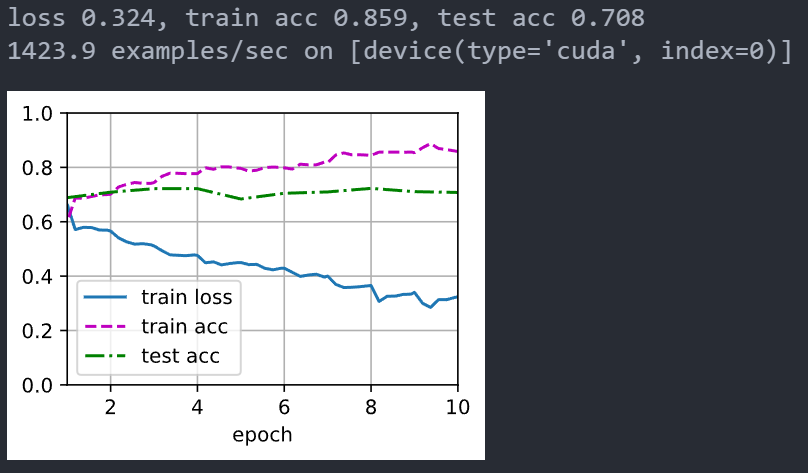 loss 0.324, train acc 0.859, test acc 0.708
1423.9 examples/sec on [device(type='cuda', index=0)]
1.0
0.8
0.6
0.4
0.2
0.0
train loss
train acc
test acc
2 4 6 8 10
epoch